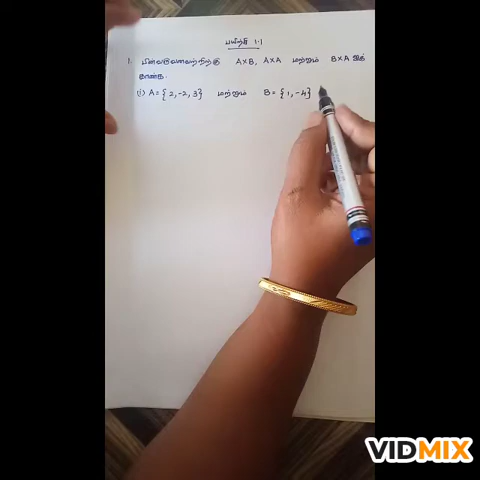 பயிற்சி 1.1
1. பின்வருவனவற்றிற்கு A×B, A×A மற்றும் B×A ஐக்
காண்க.
(i) A = {2, -2, 3} மற்றும் B = {1, -4}
VIDMIX